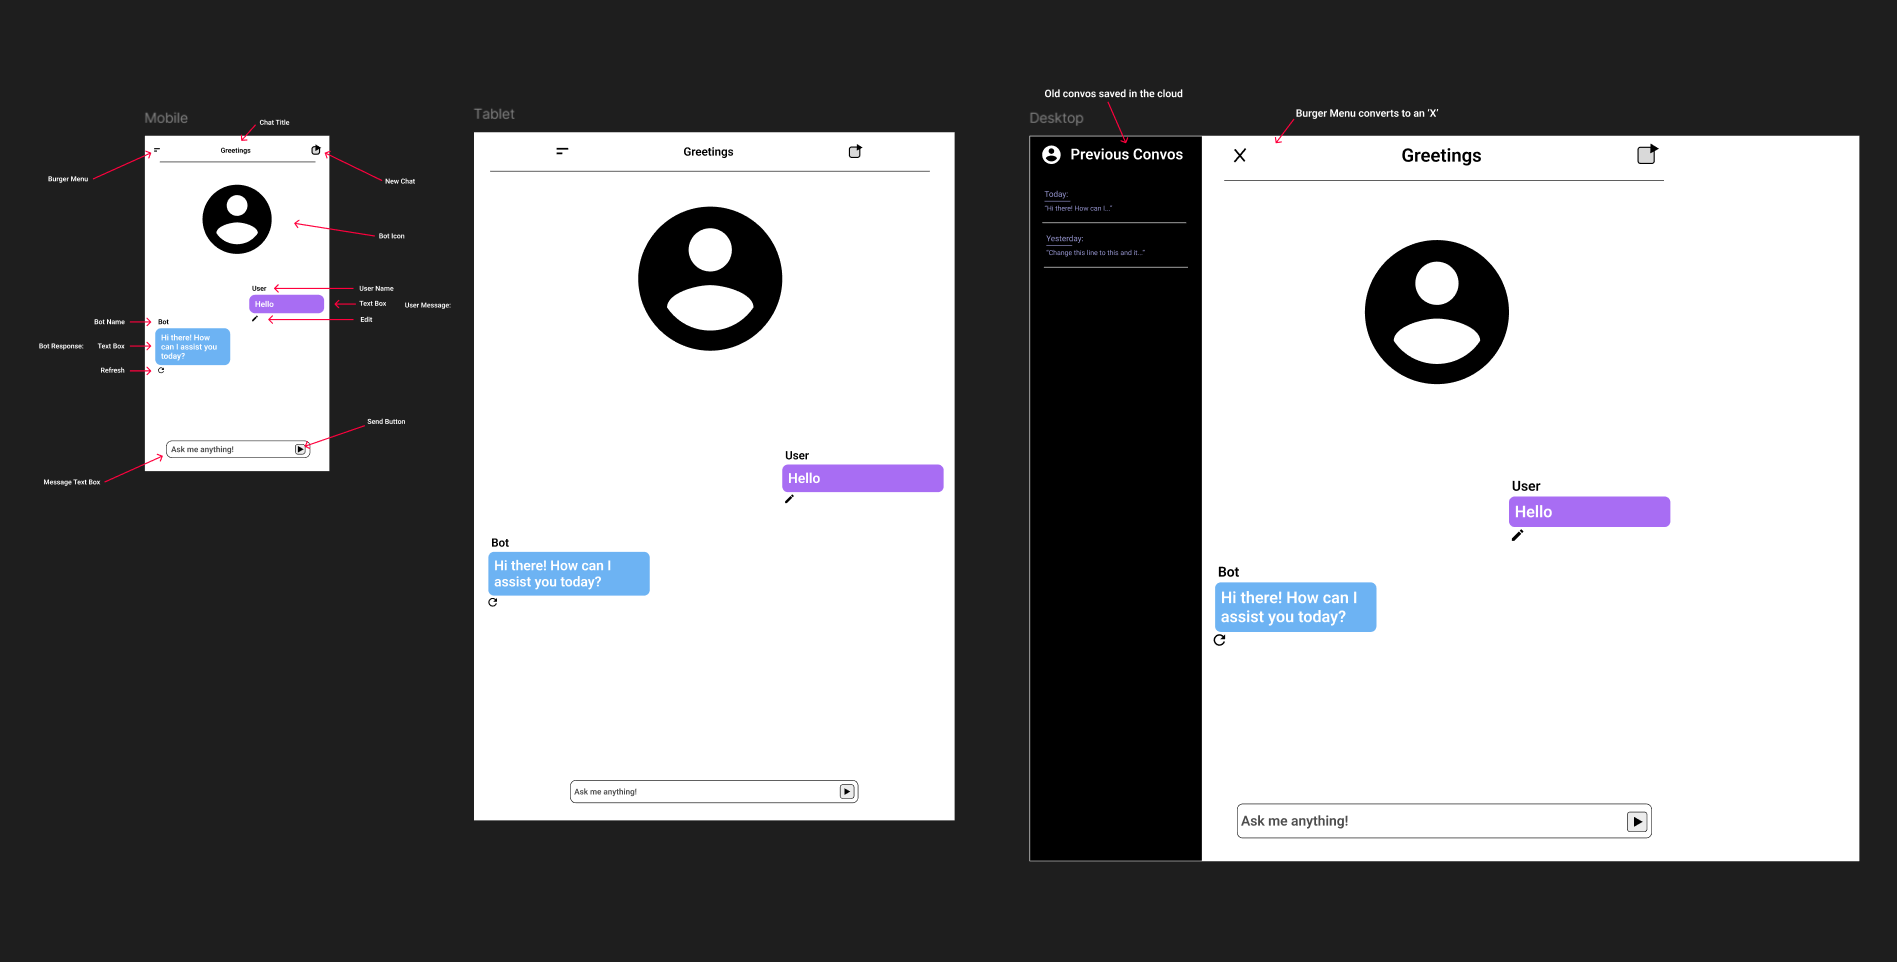 Mobile
Chat Title
Greetings
Burger Menu
New Chat
Bot Icon
User
User Name
Hello
Text Box
User Message:
Edit
Bot Name
Bot
Bot Response:
Text Box
Hi there! How
can I assist you
today?
Refresh
Send Button
Ask me anything!
Message Text Box
Tablet
Greetings
User
Hello
Bot
Hi there! How can I
assist you today?
Ask me anything!
Old convos saved in the cloud
Burger Menu converts to an 'X'
Desktop
Previous Convos
Greetings
Today:
"Hi there! How can I..."
Yesterday:
"Change this line to this and it..."
User
Hello
Bot
Hi there! How can I
assist you today?
Ask me anything!